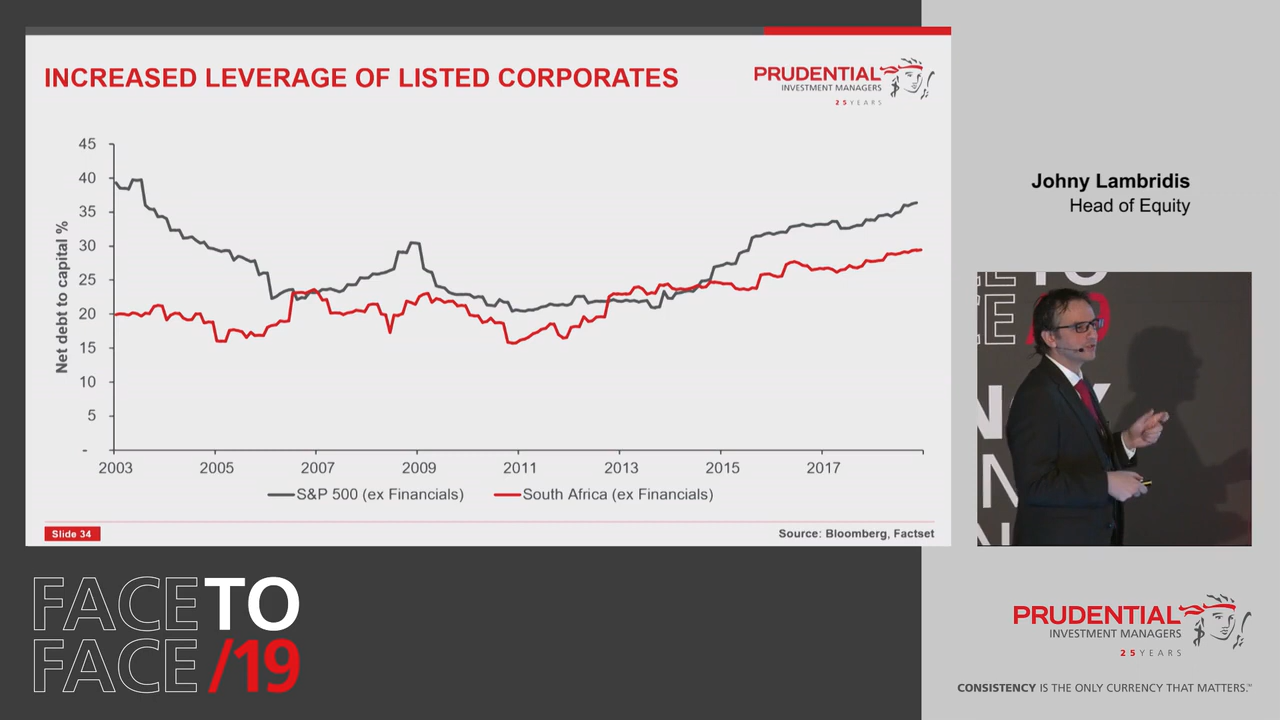 INCREASED LEVERAGE OF LISTED CORPORATES
PRUDENTIAL
INVESTMENT MANAGERS
25 YEARS
Net debt to capital %
45
40
35
30
25
20
15
10
5
-
2003 2005 2007 2009 2011 2013 2015 2017
S&P 500 (ex Financials) South Africa (ex Financials)
Slide 34
Source: Bloomberg, Factset
Johny Lambridis
Head of Equity
FACE TO
FACE /19
PRUDENTIAL
INVESTMENT MANAGERS
25 YEARS
CONSISTENCY IS THE ONLY CURRENCY THAT MATTERS.™